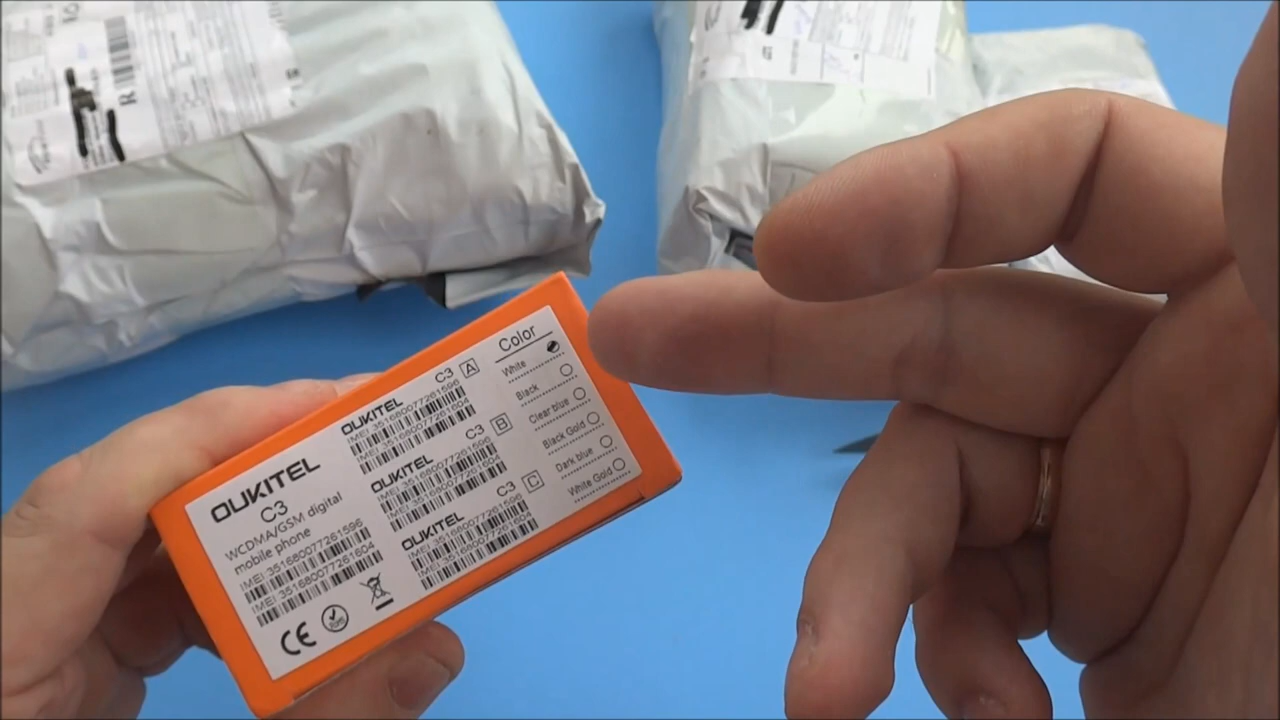 OUKITEL
C3
WCDMA/GSM digital
mobile phone
IMEI 351680077261596
IMEI 351680077261604
CE
OUKITEL C3 A
IMEI 351680077261596
IMEI 351680077261604
OUKITEL C3 B
IMEI 351680077261596
IMEI 351680077261604
OUKITEL C3 C
IMEI 351680077261596
IMEI 351680077261604
Color
White
Black
Clear blue
Black Gold
Dark blue
White Gold
R